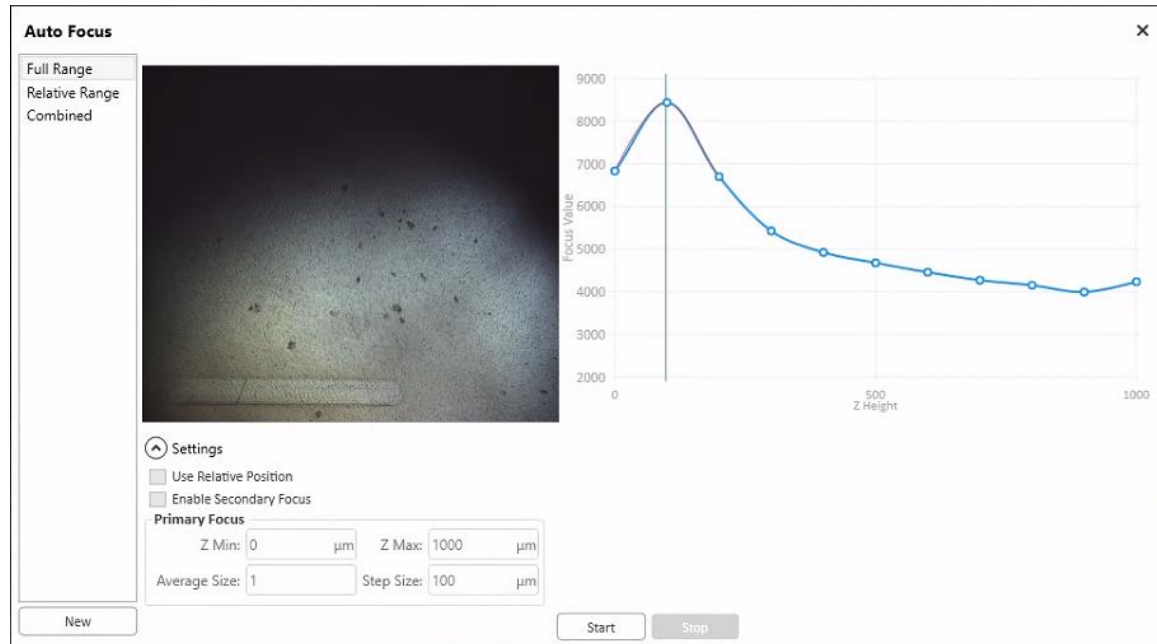 Auto Focus
Full Range
Relative Range
Combined
New
Settings
Use Relative Position
Enable Secondary Focus
Primary Focus
Z Min: 0 µm Z Max: 1000 µm
Average Size: 1 Step Size: 100 µm
9000
8000
7000
6000
5000
4000
3000
2000
Focus Value
0 500 1000
Z Height
Start Stop